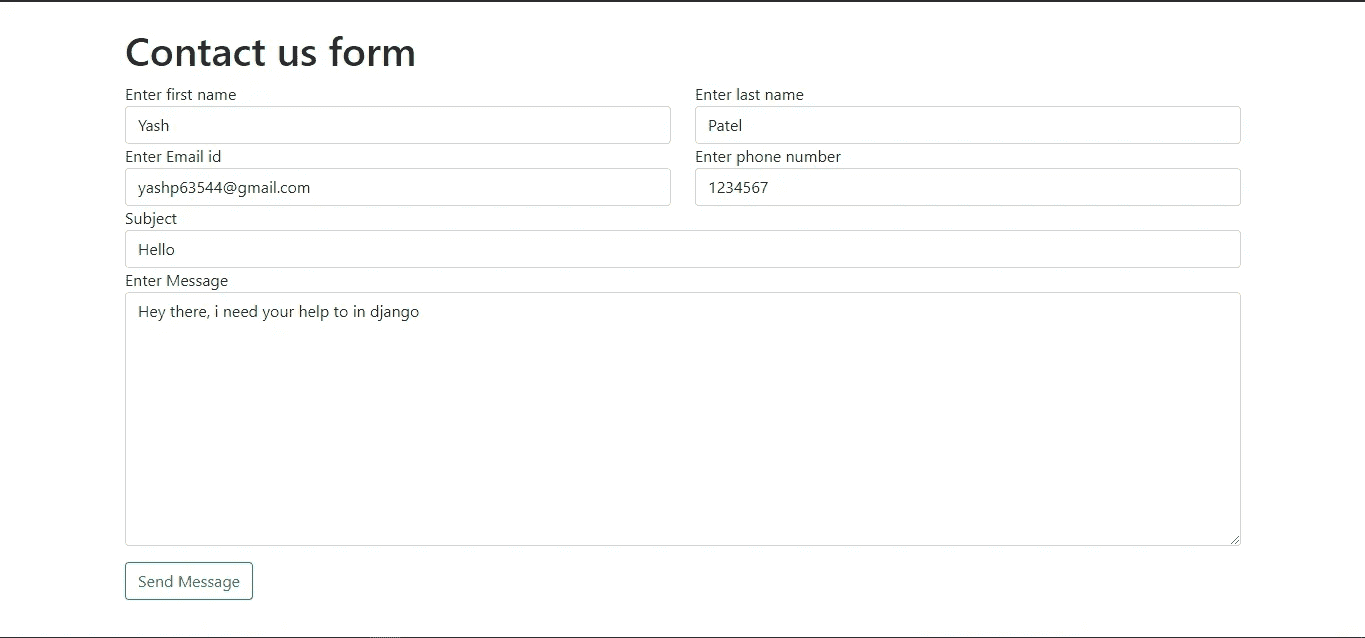 Contact us form
Enter first name
Enter last name
Yash
Patel
Enter Email id
Enter phone number
yashp63544@gmail.com
1234567
Subject
Hello
Enter Message
Hey there, i need your help to in django
Send Message